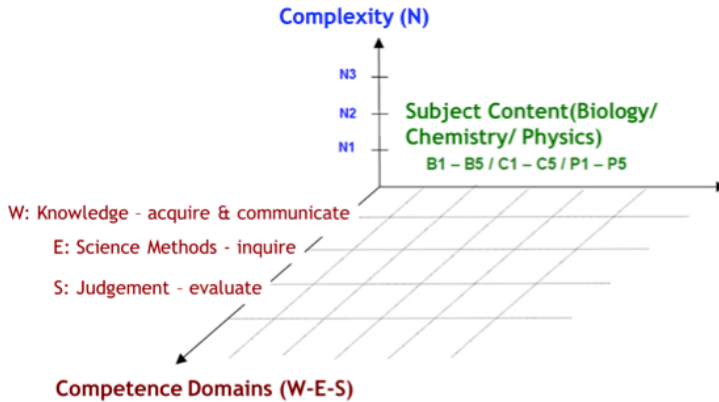 Complexity (N)
N3
N2
N1
Subject Content(Biology/
Chemistry/ Physics)
B1 – B5 / C1 – C5 / P1 – P5
W: Knowledge – acquire & communicate
E: Science Methods - inquire
S: Judgement – evaluate
Competence Domains (W-E-S)